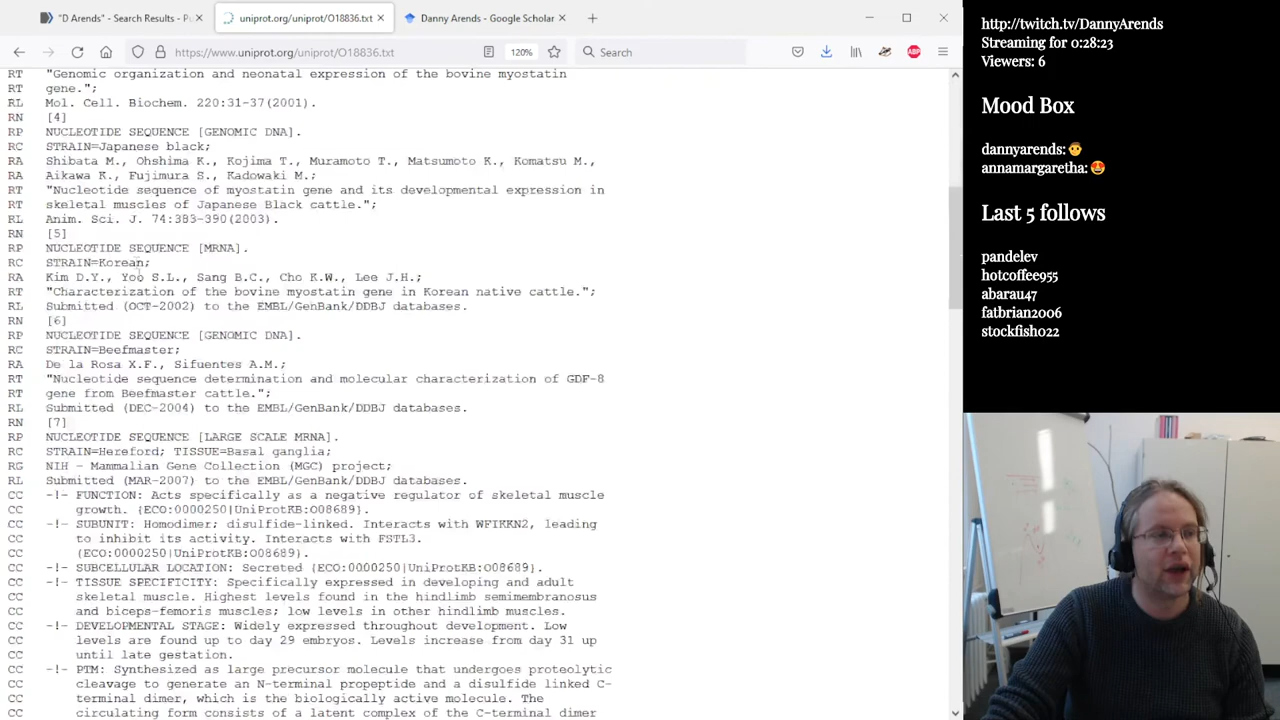 "D Arends" - Search Results - Pu
uniprot.org/uniprot/O18836.txt
Danny Arends - Google Scholar
https://www.uniprot.org/uniprot/O18836.txt
120%
Search
ABP
RT "Genomic organization and neonatal expression of the bovine myostatin
RT gene.";
RL Mol. Cell. Biochem. 220:31-37(2001).
RN [4]
RP NUCLEOTIDE SEQUENCE [GENOMIC DNA].
RC STRAIN=Japanese black;
RA Shibata M., Ohshima K., Kojima T., Muramoto T., Matsumoto K., Komatsu M.,
RA Aikawa K., Fujimura S., Kadowaki M.;
RT "Nucleotide sequence of myostatin gene and its developmental expression in
RT skeletal muscles of Japanese Black cattle.";
RL Anim. Sci. J. 74:383-390(2003).
RN [5]
RP NUCLEOTIDE SEQUENCE [MRNA].
RC STRAIN=Korean;
RA Kim D.Y., Yoo S.L., Sang B.C., Cho K.W., Lee J.H.;
RT "Characterization of the bovine myostatin gene in Korean native cattle.";
RL Submitted (OCT-2002) to the EMBL/GenBank/DDBJ databases.
RN [6]
RP NUCLEOTIDE SEQUENCE [GENOMIC DNA].
RC STRAIN=Beefmaster;
RA De la Rosa X.F., Sifuentes A.M.;
RT "Nucleotide sequence determination and molecular characterization of GDF-8
RT gene from Beefmaster cattle.";
RL Submitted (DEC-2004) to the EMBL/GenBank/DDBJ databases.
RN [7]
RP NUCLEOTIDE SEQUENCE [LARGE SCALE MRNA].
RC STRAIN=Hereford; TISSUE=Basal ganglia;
RG NIH - Mammalian Gene Collection (MGC) project;
RL Submitted (MAR-2007) to the EMBL/GenBank/DDBJ databases.
CC -!- FUNCTION: Acts specifically as a negative regulator of skeletal muscle
CC growth. {ECO:0000250|UniProtKB:O08689}.
CC -!- SUBUNIT: Homodimer; disulfide-linked. Interacts with WFIKKN2, leading
CC to inhibit its activity. Interacts with FSTL3.
CC {ECO:0000250|UniProtKB:O08689}.
CC -!- SUBCELLULAR LOCATION: Secreted {ECO:0000250|UniProtKB:O08689}.
CC -!- TISSUE SPECIFICITY: Specifically expressed in developing and adult
CC skeletal muscle. Highest levels found in the hindlimb semimembranosus
CC and biceps-femoris muscles; low levels in other hindlimb muscles.
CC -!- DEVELOPMENTAL STAGE: Widely expressed throughout development. Low
CC levels are found up to day 29 embryos. Levels increase from day 31 up
CC until late gestation.
CC -!- PTM: Synthesized as large precursor molecule that undergoes proteolytic
CC cleavage to generate an N-terminal propeptide and a disulfide linked C-
CC terminal dimer, which is the biologically active molecule. The
CC circulating form consists of a latent complex of the C-terminal dimer
http://twitch.tv/DannyArends
Streaming for 0:28:23
Viewers: 6
Mood Box
dannyarends:
annamargaretha:
Last 5 follows
pandelev
hotcoffee955
abarau47
fatbrian2006
stockfish022